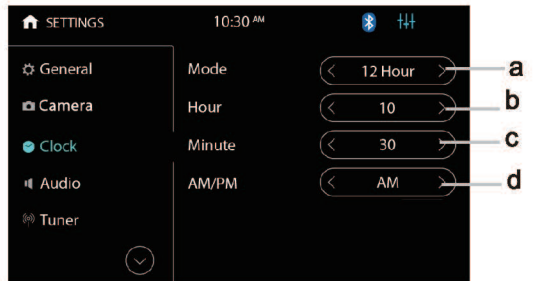 SETTINGS 10:30 AM
General Mode 12 Hour a
Camera Hour 10 b
Clock Minute 30 c
Audio AM/PM AM d
Tuner